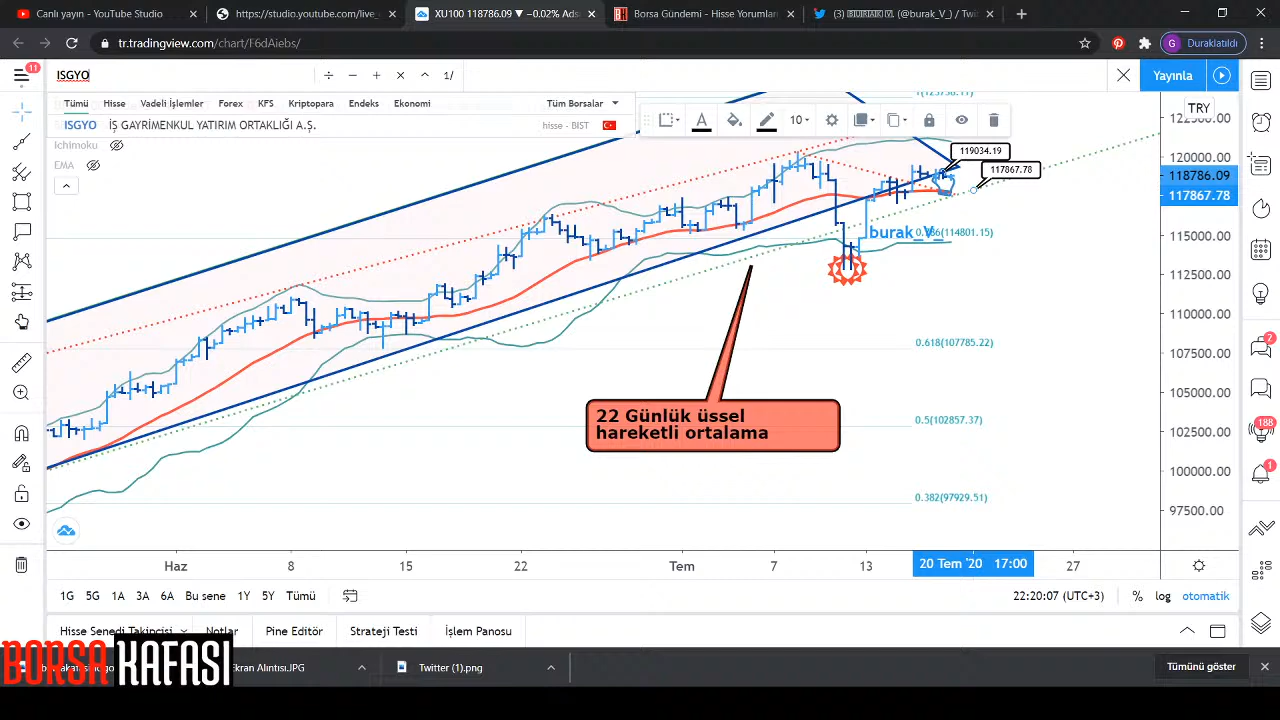 Canlı yayın - YouTube Studio
https://studio.youtube.com/live_
XU100 118786.09 ▼ −0.02% Ads
Borsa Gündemi - Hisse Yorumları
(3) BURAK M. (@burak_V_) / Twit
tr.tradingview.com/chart/F6dAiebs/
G Duraklatıldı
11
ISGYO
1/
Yayınla
Tümü Hisse Vadeli İşlemler Forex KFS Kriptopara Endeks Ekonomi Tüm Borsalar
ISGYO İŞ GAYRİMENKUL YATIRIM ORTAKLIĞI A.Ş. hisse - BIST
Ichimoku
EMA
10
TRY
120000.00
118786.09
117867.78
115000.00
112500.00
110000.00
107500.00
105000.00
102500.00
100000.00
97500.00
119034.19
117867.78
burak_V_
0.618(107785.22)
0.5(102857.37)
0.382(97929.51)
22 Günlük üssel
hareketli ortalama
Haz 8 15 22 Tem 7 13 20 Tem '20 17:00 27
1G 5G 1A 3A 6A Bu sene 1Y 5Y Tümü
22:20:07 (UTC+3) % log otomatik
Hisse Senedi Takipçisi Notlar Pine Editör Strateji Testi İşlem Panosu
2
188
1
BORSA KAFASI
Ekran Alıntısı.JPG
Twitter (1).png
Tümünü göster